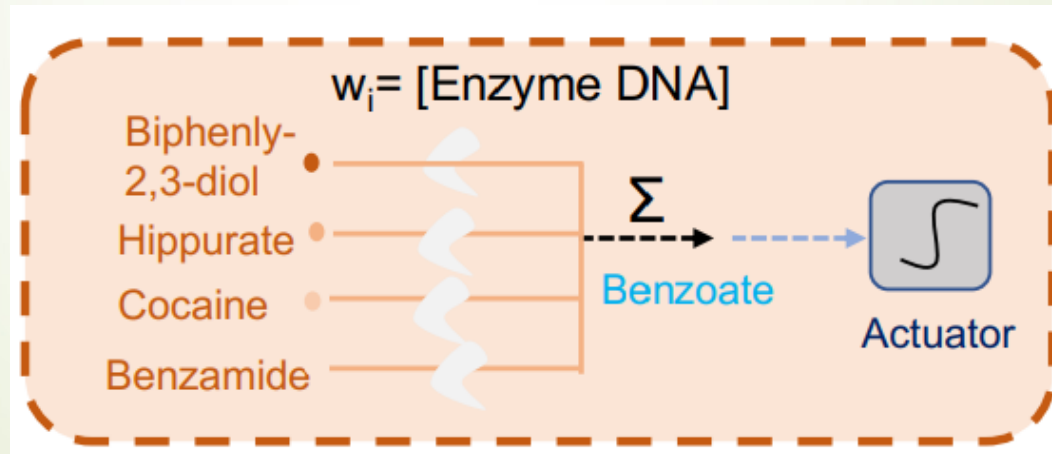 wi= [Enzyme DNA]
Biphenly-
2,3-diol
Hippurate
Cocaine
Benzamide
Σ
Benzoate
Actuator